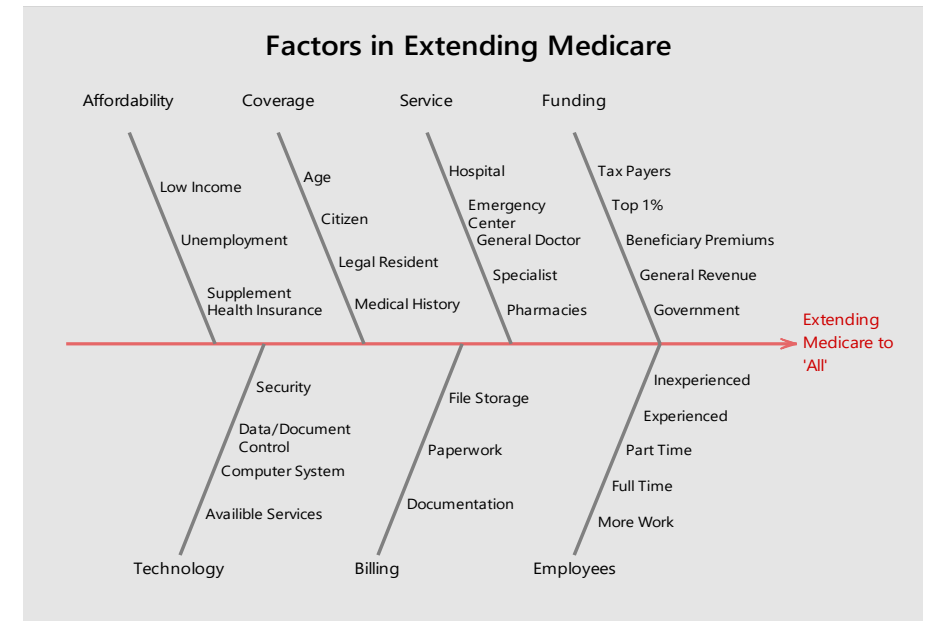 Factors in Extending Medicare
Affordability
Coverage
Service
Funding
Low Income
Unemployment
Supplement
Health Insurance
Age
Citizen
Legal Resident
Medical History
Hospital
Emergency
Center
General Doctor
Specialist
Pharmacies
Tax Payers
Top 1%
Beneficiary Premiums
General Revenue
Government
Extending
Medicare to
'All'
Security
Data/Document
Control
Computer System
Availible Services
File Storage
Paperwork
Documentation
Inexperienced
Experienced
Part Time
Full Time
More Work
Technology
Billing
Employees